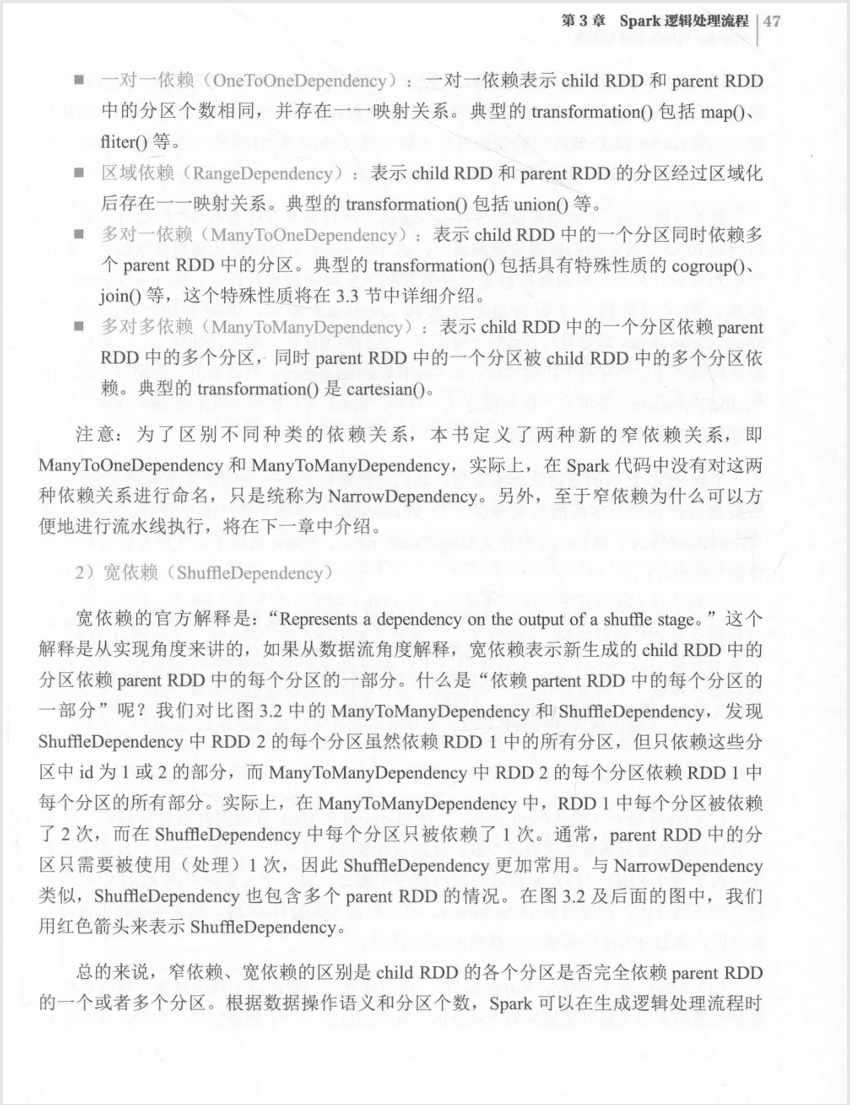 第 3 章 Spark 逻辑处理流程 | 47
■ 一对一依赖（OneToOneDependency）：一对一依赖表示 child RDD 和 parent RDD
中的分区个数相同，并存在一一映射关系。典型的 transformation() 包括 map()、
fliter() 等。
■ 区域依赖（RangeDependency）：表示 child RDD 和 parent RDD 的分区经过区域化
后存在一一映射关系。典型的 transformation() 包括 union() 等。
■ 多对一依赖（ManyToOneDependency）：表示 child RDD 中的一个分区同时依赖多
个 parent RDD 中的分区。典型的 transformation() 包括具有特殊性质的 cogroup()、
join() 等，这个特殊性质将在 3.3 节中详细介绍。
■ 多对多依赖（ManyToManyDependency）：表示 child RDD 中的一个分区依赖 parent
RDD 中的多个分区，同时 parent RDD 中的一个分区被 child RDD 中的多个分区依
赖。典型的 transformation() 是 cartesian()。
注意：为了区别不同种类的依赖关系，本书定义了两种新的窄依赖关系，即
ManyToOneDependency 和 ManyToManyDependency，实际上，在 Spark 代码中没有对这两
种依赖关系进行命名，只是统称为 NarrowDependency。另外，至于窄依赖为什么可以方
便地进行流水线执行，将在下一章中介绍。
2）宽依赖（ShuffleDependency）
宽依赖的官方解释是：“Represents a dependency on the output of a shuffle stage。”这个
解释是从实现角度来讲的，如果从数据流角度解释，宽依赖表示新生成的 child RDD 中的
分区依赖 parent RDD 中的每个分区的一部分。什么是“依赖 partent RDD 中的每个分区的
一部分”呢？我们对比图 3.2 中的 ManyToManyDependency 和 ShuffleDependency，发现
ShuffleDependency 中 RDD 2 的每个分区虽然依赖 RDD 1 中的所有分区，但只依赖这些分
区中 id 为 1 或 2 的部分，而 ManyToManyDependency 中 RDD 2 的每个分区依赖 RDD 1 中
每个分区的所有部分。实际上，在 ManyToManyDependency 中，RDD 1 中每个分区被依赖
了 2 次，而在 ShuffleDependency 中每个分区只被依赖了 1 次。通常，parent RDD 中的分
区只需要被使用（处理）1 次，因此 ShuffleDependency 更加常用。与 NarrowDependency
类似，ShuffleDependency 也包含多个 parent RDD 的情况。在图 3.2 及后面的图中，我们
用红色箭头来表示 ShuffleDependency。
总的来说，窄依赖、宽依赖的区别是 child RDD 的各个分区是否完全依赖 parent RDD
的一个或者多个分区。根据数据操作语义和分区个数，Spark 可以在生成逻辑处理流程时